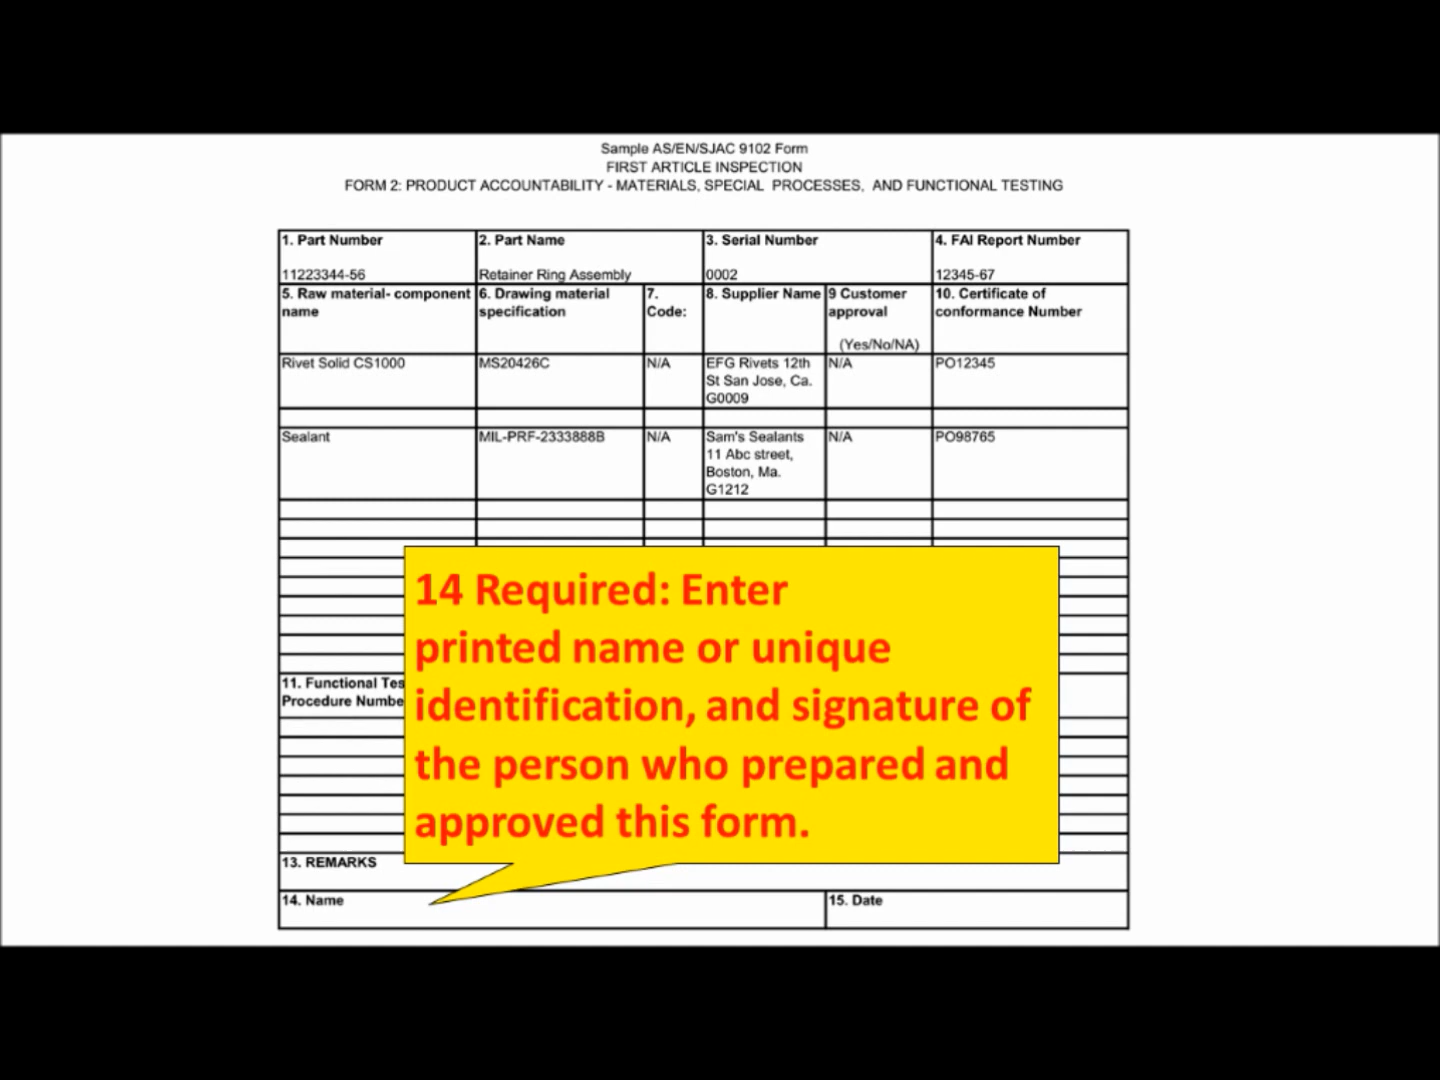 Sample AS/EN/SJAC 9102 Form
FIRST ARTICLE INSPECTION
FORM 2: PRODUCT ACCOUNTABILITY - MATERIALS, SPECIAL PROCESSES, AND FUNCTIONAL TESTING
1. Part Number
2. Part Name
3. Serial Number
4. FAI Report Number
11223344-56
Retainer Ring Assembly
0002
12345-67
5. Raw material- component
name
6. Drawing material
specification
7.
Code:
8. Supplier Name
9 Customer
approval
(Yes/No/NA)
10. Certificate of
conformance Number
Rivet Solid CS1000
MS20426C
N/A
EFG Rivets 12th
St San Jose, Ca.
G0009
N/A
PO12345
Sealant
MIL-PRF-2333888B
N/A
Sam's Sealants
11 Abc street,
Boston, Ma.
G1212
N/A
PO98765
14 Required: Enter
printed name or unique
identification, and signature of
the person who prepared and
approved this form.
11. Functional Tes
Procedure Numbe
13. REMARKS
14. Name
15. Date